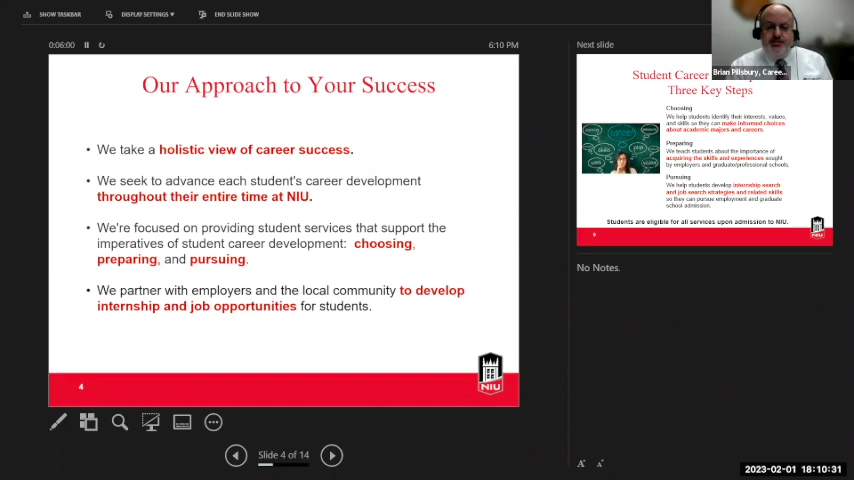 SHOW TASKBAR
DISPLAY SETTINGS ▼
END SLIDE SHOW
0:06:00
6:10 PM
Our Approach to Your Success
• We take a holistic view of career success.
• We seek to advance each student's career development
throughout their entire time at NIU.
• We're focused on providing student services that support the
imperatives of student career development: choosing,
preparing, and pursuing.
• We partner with employers and the local community to develop
internship and job opportunities for students.
4
NIU
Slide 4 of 14
Next slide
Brian Pillsbury, Caree...
Student Career
Three Key Steps
Choosing
We help students identify their interests, values,
and skills so they can make informed choices
about academic majors and careers.
Preparing
We teach students about the importance of
acquiring the skills and experiences sought
by employers and graduate/professional schools.
Pursuing
We help students develop internship search
and job search strategies and related skills
so they can pursue employment and graduate
school admission.
Students are eligible for all services upon admission to NIU.
NIU
No Notes.
A A
2023-02-01 18:10:31